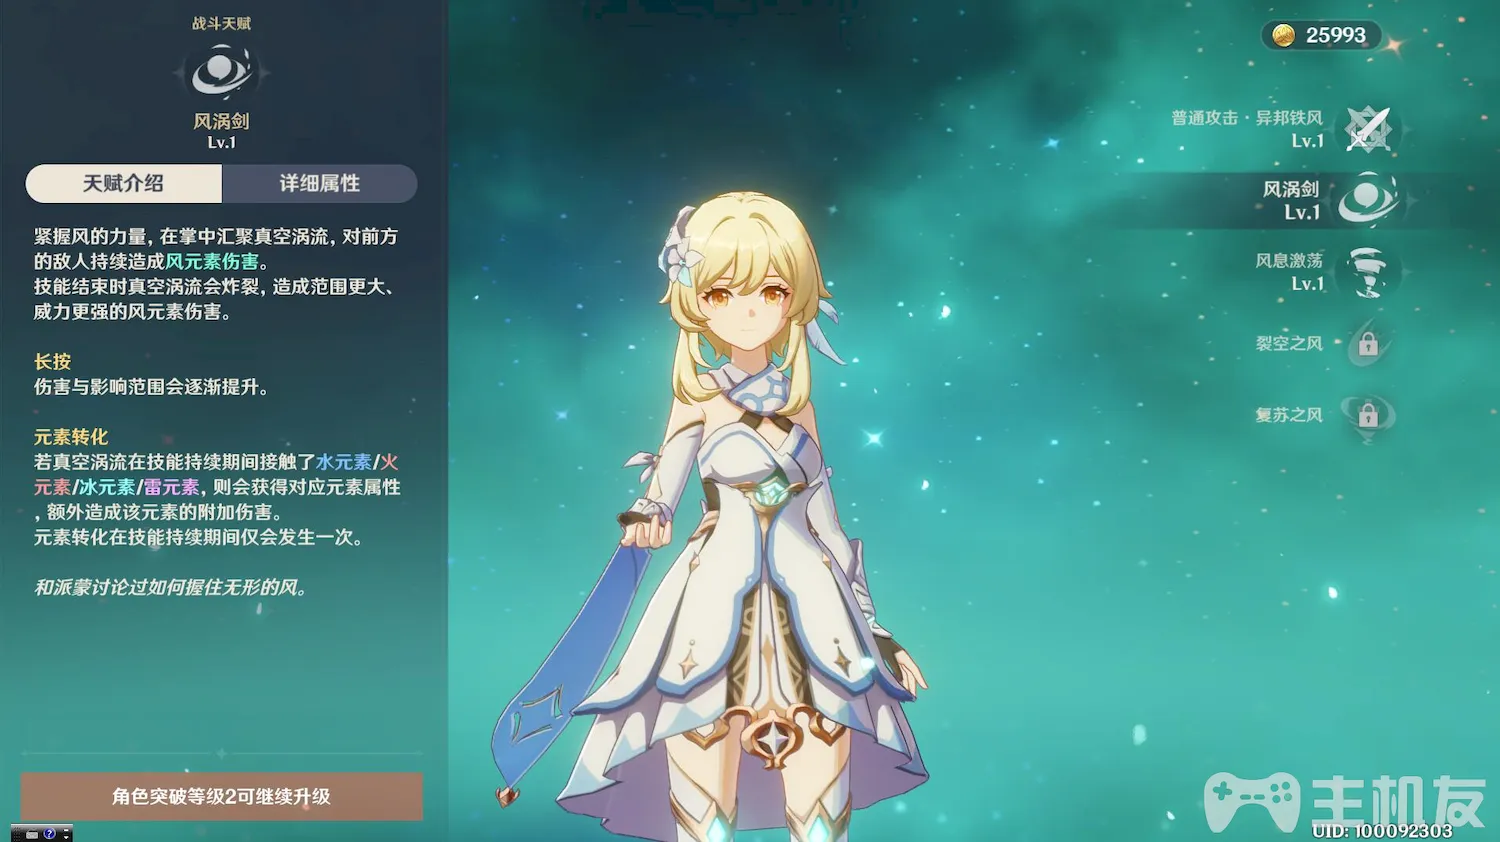 战斗天赋
风涡剑
Lv.1
天赋介绍
详细属性
紧握风的力量，在掌中汇聚真空涡流，对前方
的敌人持续造成风元素伤害。
技能结束时真空涡流会炸裂，造成范围更大、
威力更强的风元素伤害。
长按
伤害与影响范围会逐渐提升。
元素转化
若真空涡流在技能持续期间接触了水元素/火
元素/冰元素/雷元素，则会获得对应元素属性
，额外造成该元素的附加伤害。
元素转化在技能持续期间仅会发生一次。
和派蒙讨论过如何握住无形的风。
角色突破等级2可继续升级
25993
普通攻击·异邦铁风
Lv.1
风涡剑
Lv.1
风息激荡
Lv.1
裂空之风
复苏之风
主机友
UID: 100092303